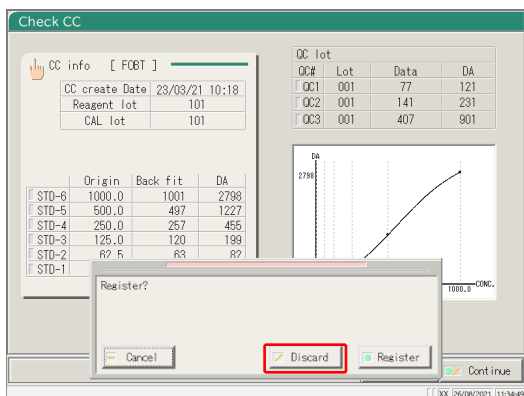 Check CC
CC info [ FOBT ]
CC create Date 23/03/21 10:18
Reagent lot 101
CAL lot 101
Origin Back fit DA
STD-6 1000.0 1001 2798
STD-5 500.0 497 1227
STD-4 250.0 257 455
STD-3 125.0 120 199
STD-2 62.5 63 82
STD-1
QC lot
QC# Lot Data DA
QC1 001 77 121
QC2 001 141 231
QC3 001 407 901
DA
2798
1000.0 CONC.
Register?
Cancel Discard Register
Continue
XX 26/08/2021 11:34:49